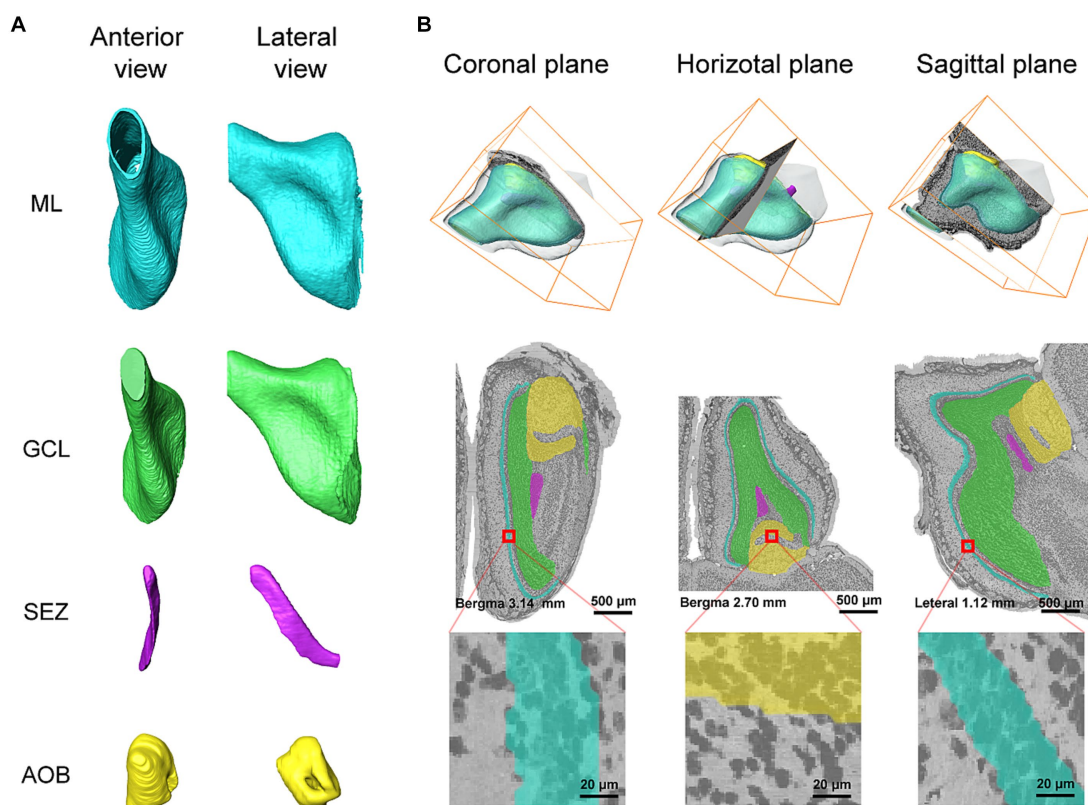 A
Anterior view
Lateral view
ML
GCL
SEZ
AOB
B
Coronal plane
Horizotal plane
Sagittal plane
Bergma 3.14 mm
500 µm
Bergma 2.70 mm
500 µm
Leteral 1.12 mm
500 µm
20 µm
20 µm
20 µm